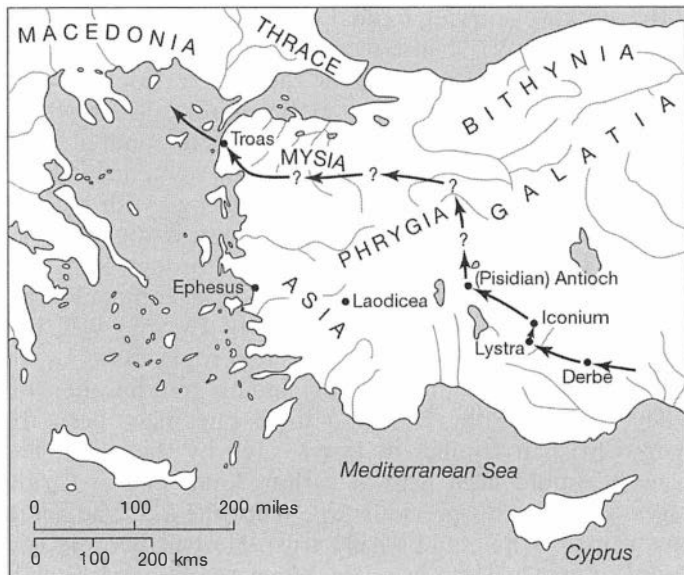 MACEDONIA
THRACE
BITHYNIA
Troas
MYSIA
?
?
?
GALATIA
PHRYGIA
?
(Pisidian) Antioch
Ephesus
ASIA
Laodicea
Iconium
Lystra
Derbe
Mediterranean Sea
0 100 200 miles
0 100 200 kms
Cyprus